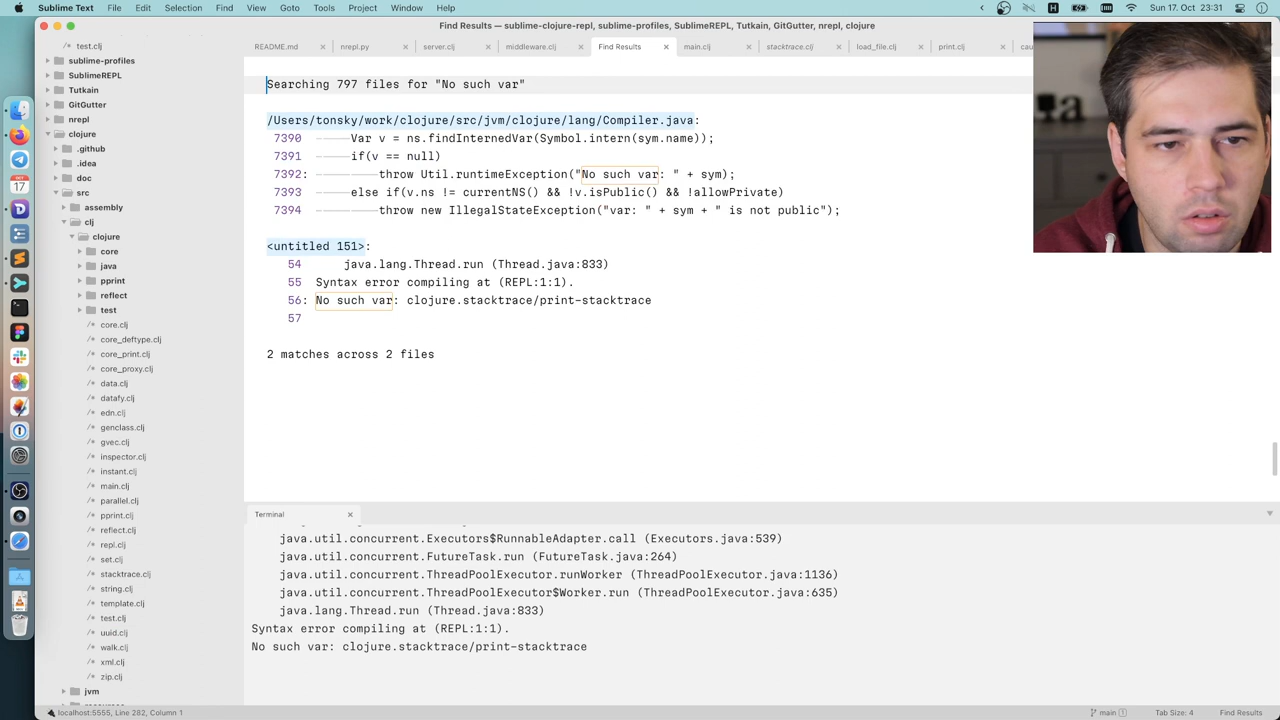 Sublime Text File Edit Selection Find View Goto Tools Project Window Help Sun 17. Oct 23:31
Find Results — sublime-clojure-repl, sublime-profiles, SublimeREPL, Tutkain, GitGutter, nrepl, clojure
README.md nrepl.py server.clj middleware.clj Find Results main.clj stacktrace.clj load_file.clj print.clj
test.clj
sublime-profiles
SublimeREPL
Tutkain
GitGutter
nrepl
clojure
.github
.idea
doc
src
assembly
clj
clojure
core
java
pprint
reflect
test
core.clj
core_deftype.clj
core_print.clj
core_proxy.clj
data.clj
datafy.clj
edn.clj
genclass.clj
gvec.clj
inspector.clj
instant.clj
main.clj
parallel.clj
pprint.clj
reflect.clj
repl.clj
set.clj
stacktrace.clj
string.clj
template.clj
test.clj
uuid.clj
walk.clj
xml.clj
zip.clj
jvm
OCT
17
Searching 797 files for "No such var"
/Users/tonsky/Work/clojure/src/jvm/clojure/lang/Compiler.java:
7390 Var v = ns.findInternedVar(Symbol.intern(sym.name));
7391 if(v == null)
7392: throw Util.runtimeException("No such var: " + sym);
7393 else if(v.ns != currentNS() && !v.isPublic() && !allowPrivate)
7394 throw new IllegalStateException("var: " + sym + " is not public");
<untitled 151>:
54 java.lang.Thread.run (Thread.java:833)
55 Syntax error compiling at (REPL:1:1).
56: No such var: clojure.stacktrace/print-stacktrace
57
2 matches across 2 files
Terminal
java.util.concurrent.Executors$RunnableAdapter.call (Executors.java:539)
java.util.concurrent.FutureTask.run (FutureTask.java:264)
java.util.concurrent.ThreadPoolExecutor.runWorker (ThreadPoolExecutor.java:1136)
java.util.concurrent.ThreadPoolExecutor$Worker.run (ThreadPoolExecutor.java:635)
java.lang.Thread.run (Thread.java:833)
Syntax error compiling at (REPL:1:1).
No such var: clojure.stacktrace/print-stacktrace
localhost:5555, Line 282, Column 1 main 1 Tab Size: 4 Find Results